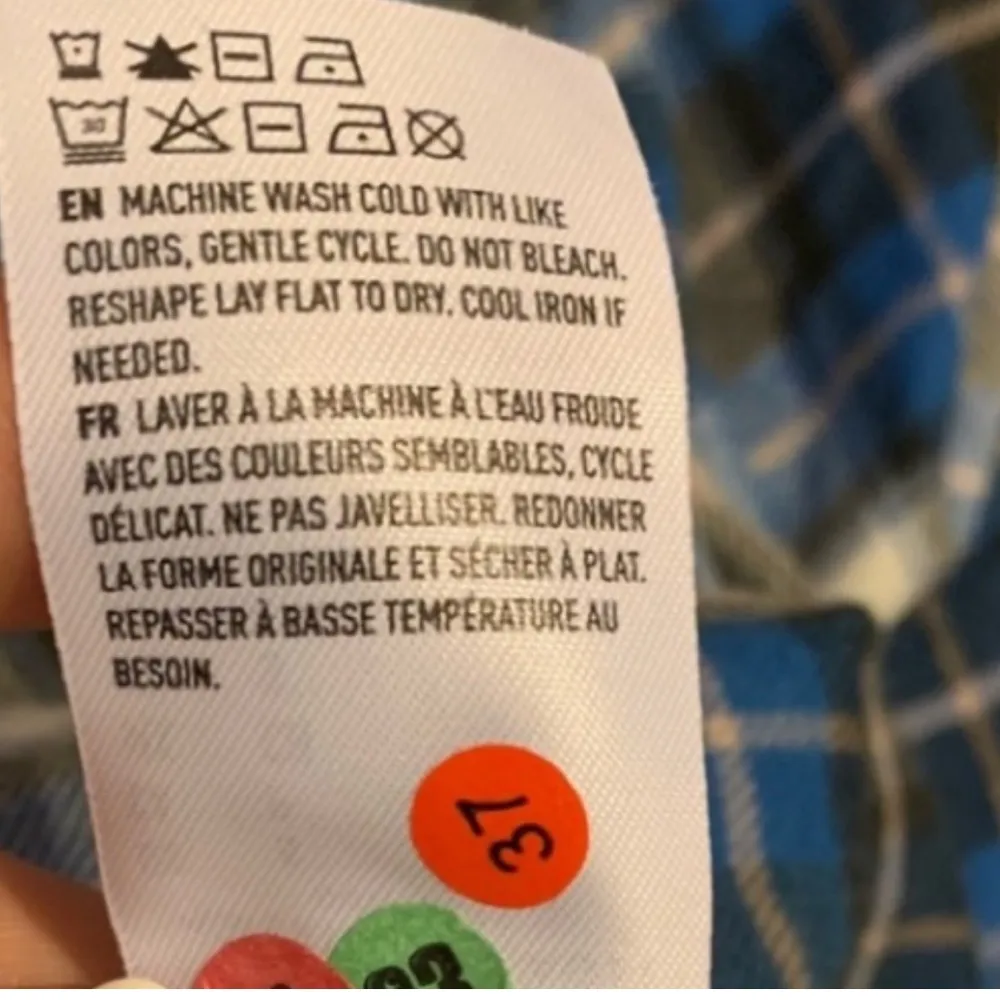 30
EN MACHINE WASH COLD WITH LIKE
COLORS, GENTLE CYCLE. DO NOT BLEACH.
RESHAPE LAY FLAT TO DRY. COOL IRON IF
NEEDED.
FR LAVER À LA MACHINE À L'EAU FROIDE
AVEC DES COULEURS SEMBLABLES, CYCLE
DÉLICAT. NE PAS JAVELLISER. REDONNER
LA FORME ORIGINALE ET SÉCHER À PLAT.
REPASSER À BASSE TEMPÉRATURE AU
BESOIN.
37